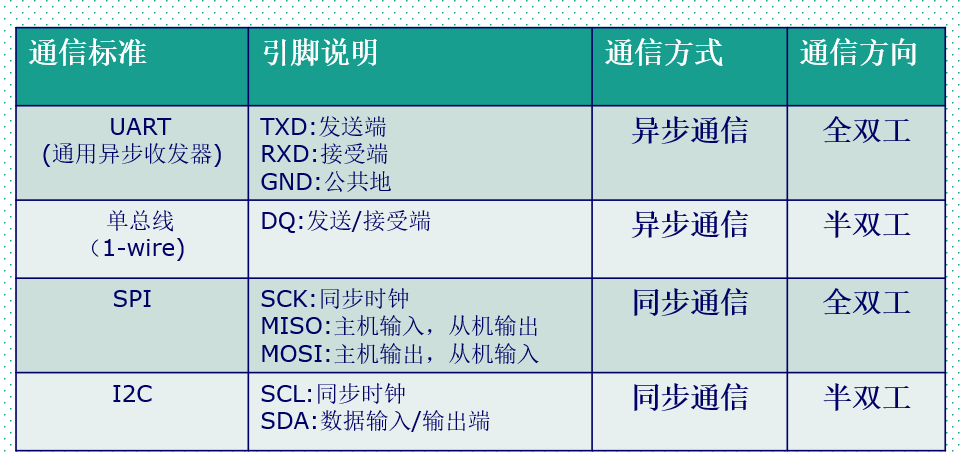 通信标准 引脚说明 通信方式 通信方向
UART
(通用异步收发器)
TXD:发送端
RXD:接受端
GND:公共地
异步通信 全双工
单总线
（1-wire)
DQ:发送/接受端
异步通信 半双工
SPI
SCK:同步时钟
MISO:主机输入，从机输出
MOSI:主机输出，从机输入
同步通信 全双工
I2C
SCL:同步时钟
SDA:数据输入/输出端
同步通信 半双工